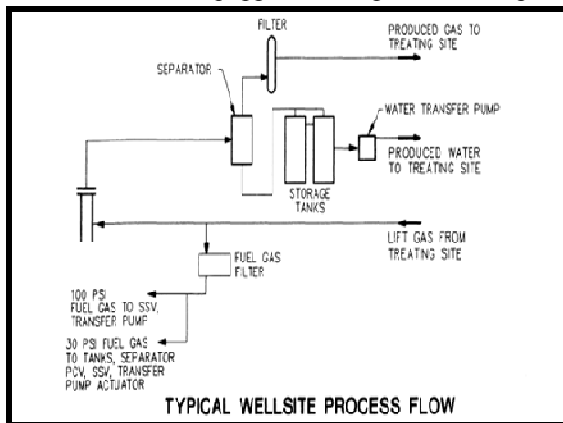 FILTER
PRODUCED GAS TO
TREATING SITE
SEPARATOR
WATER TRANSFER PUMP
PRODUCED WATER
TO TREATING SITE
STORAGE
TANKS
LIFT GAS FROM
TREATING SITE
FUEL GAS
FILTER
100 PSI
FUEL GAS TO SSV,
TRANSFER PUMP
30 PSI FUEL GAS
TO TANKS, SEPARATOR
PCV, SSV, TRANSFER
PUMP ACTUATOR
TYPICAL WELLSITE PROCESS FLOW